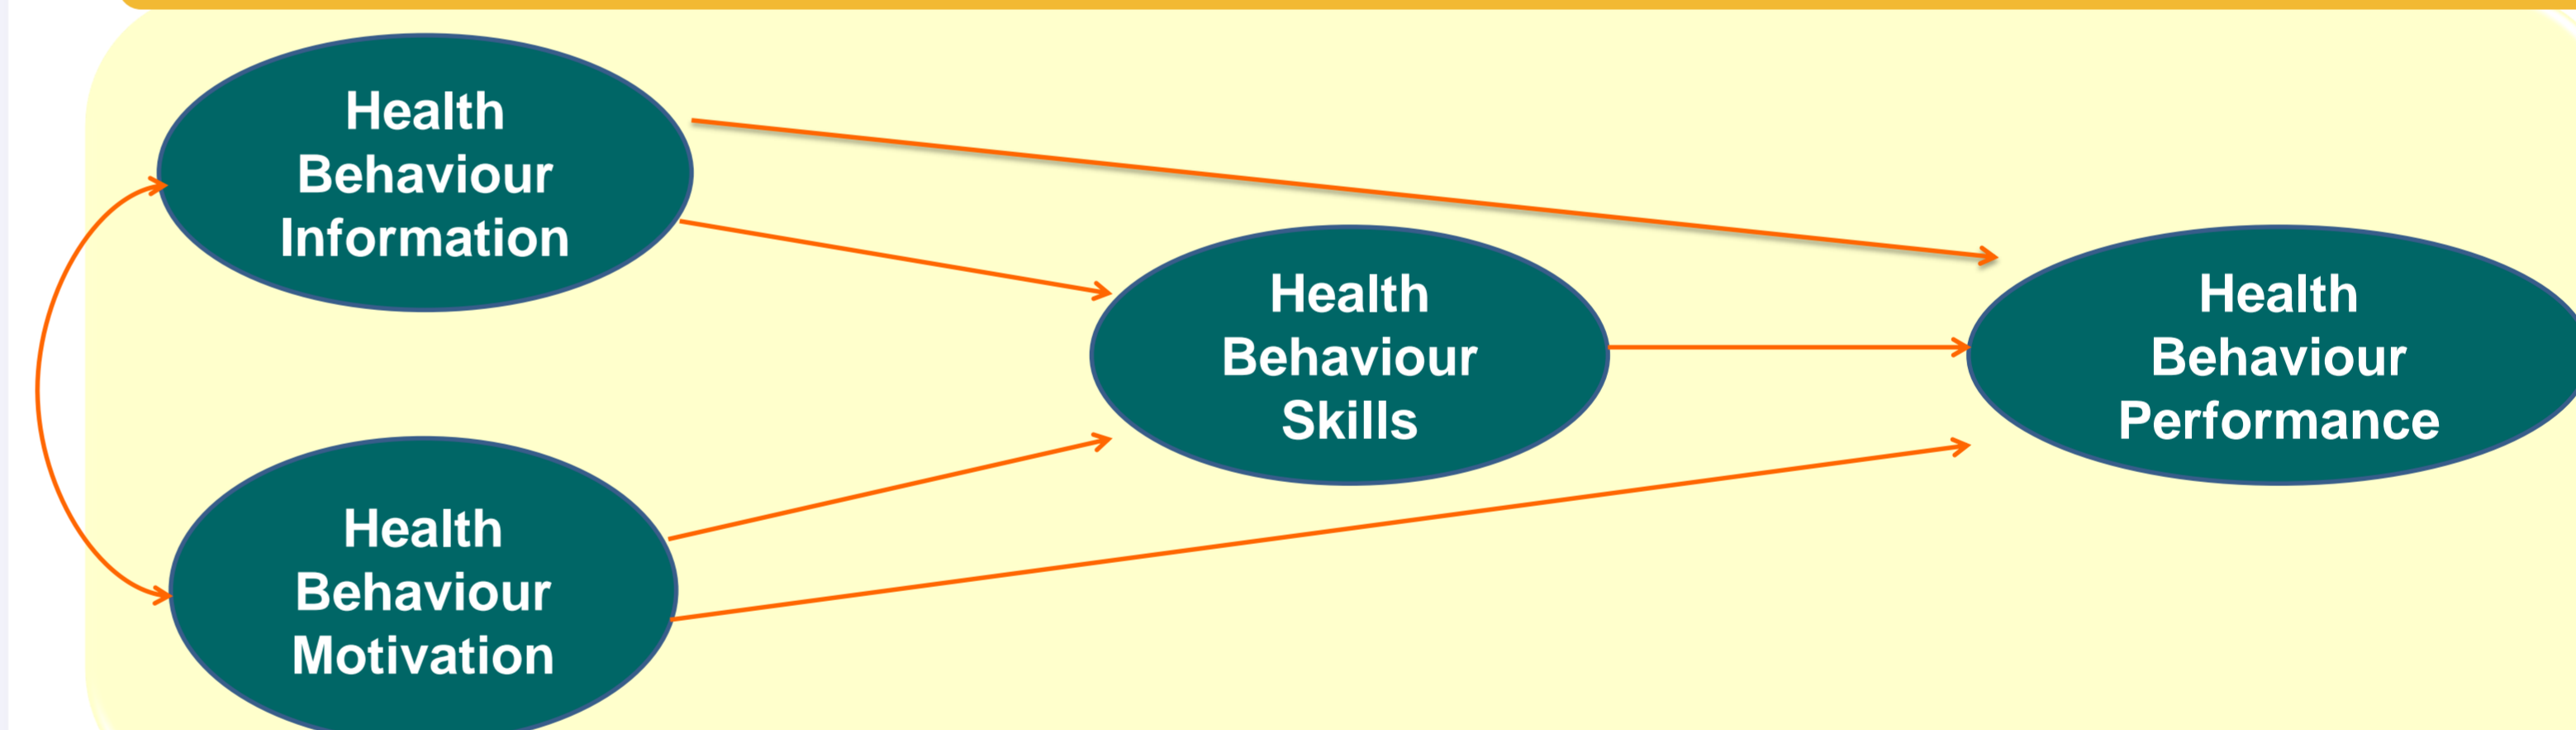 Health
Behaviour
Information
Health
Behaviour
Skills
Health
Behaviour
Performance
Health
Behaviour
Motivation